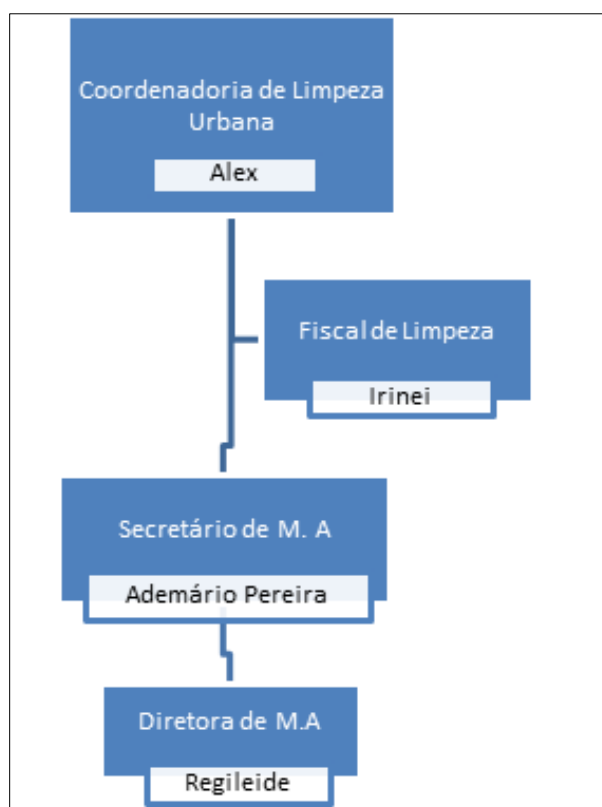 Coordenadoria de Limpeza
Urbana
Alex
Fiscal de Limpeza
Irinei
Secretário de M. A
Ademário Pereira
Diretora de M.A
Regileide